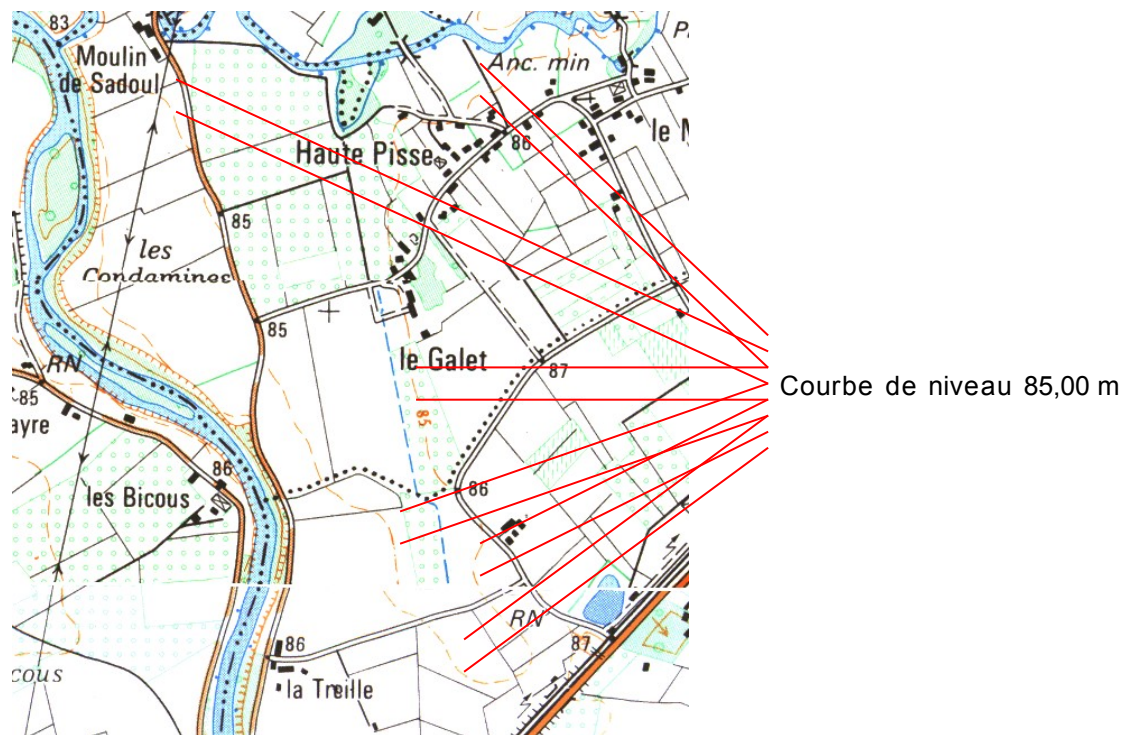 83
Moulin
de Sadoul
Anc. min
86
le
Haute Pisse
85
les
Condamines
85
le Galet
87
RN
85
ayre
85
Courbe de niveau 85,00 m
86
les Bicous
86
RN
86
87
cous
la Treille